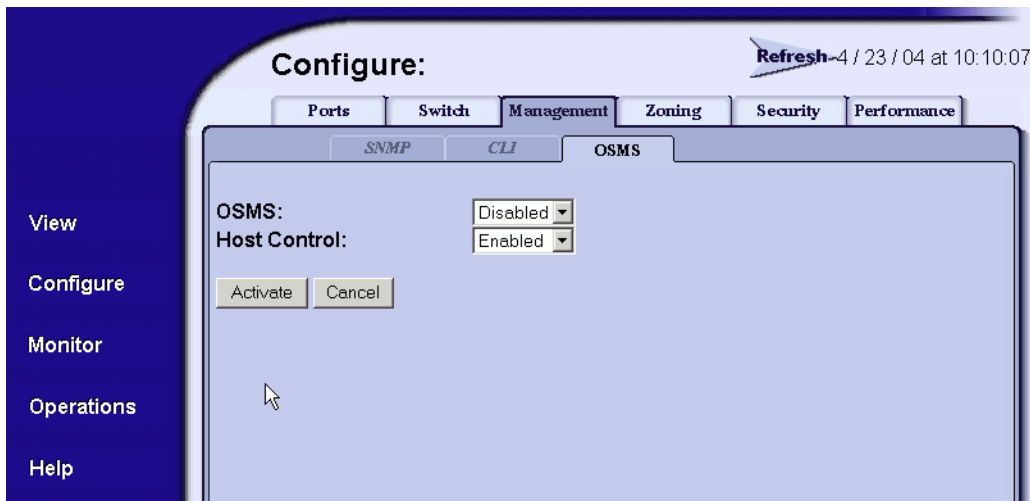 Configure:
Refresh 4 / 23 / 04 at 10:10:07
Ports Switch Management Zoning Security Performance
SNMP CLI OSMS
View
Configure
Monitor
Operations
Help
OSMS: Disabled
Host Control: Enabled
Activate Cancel